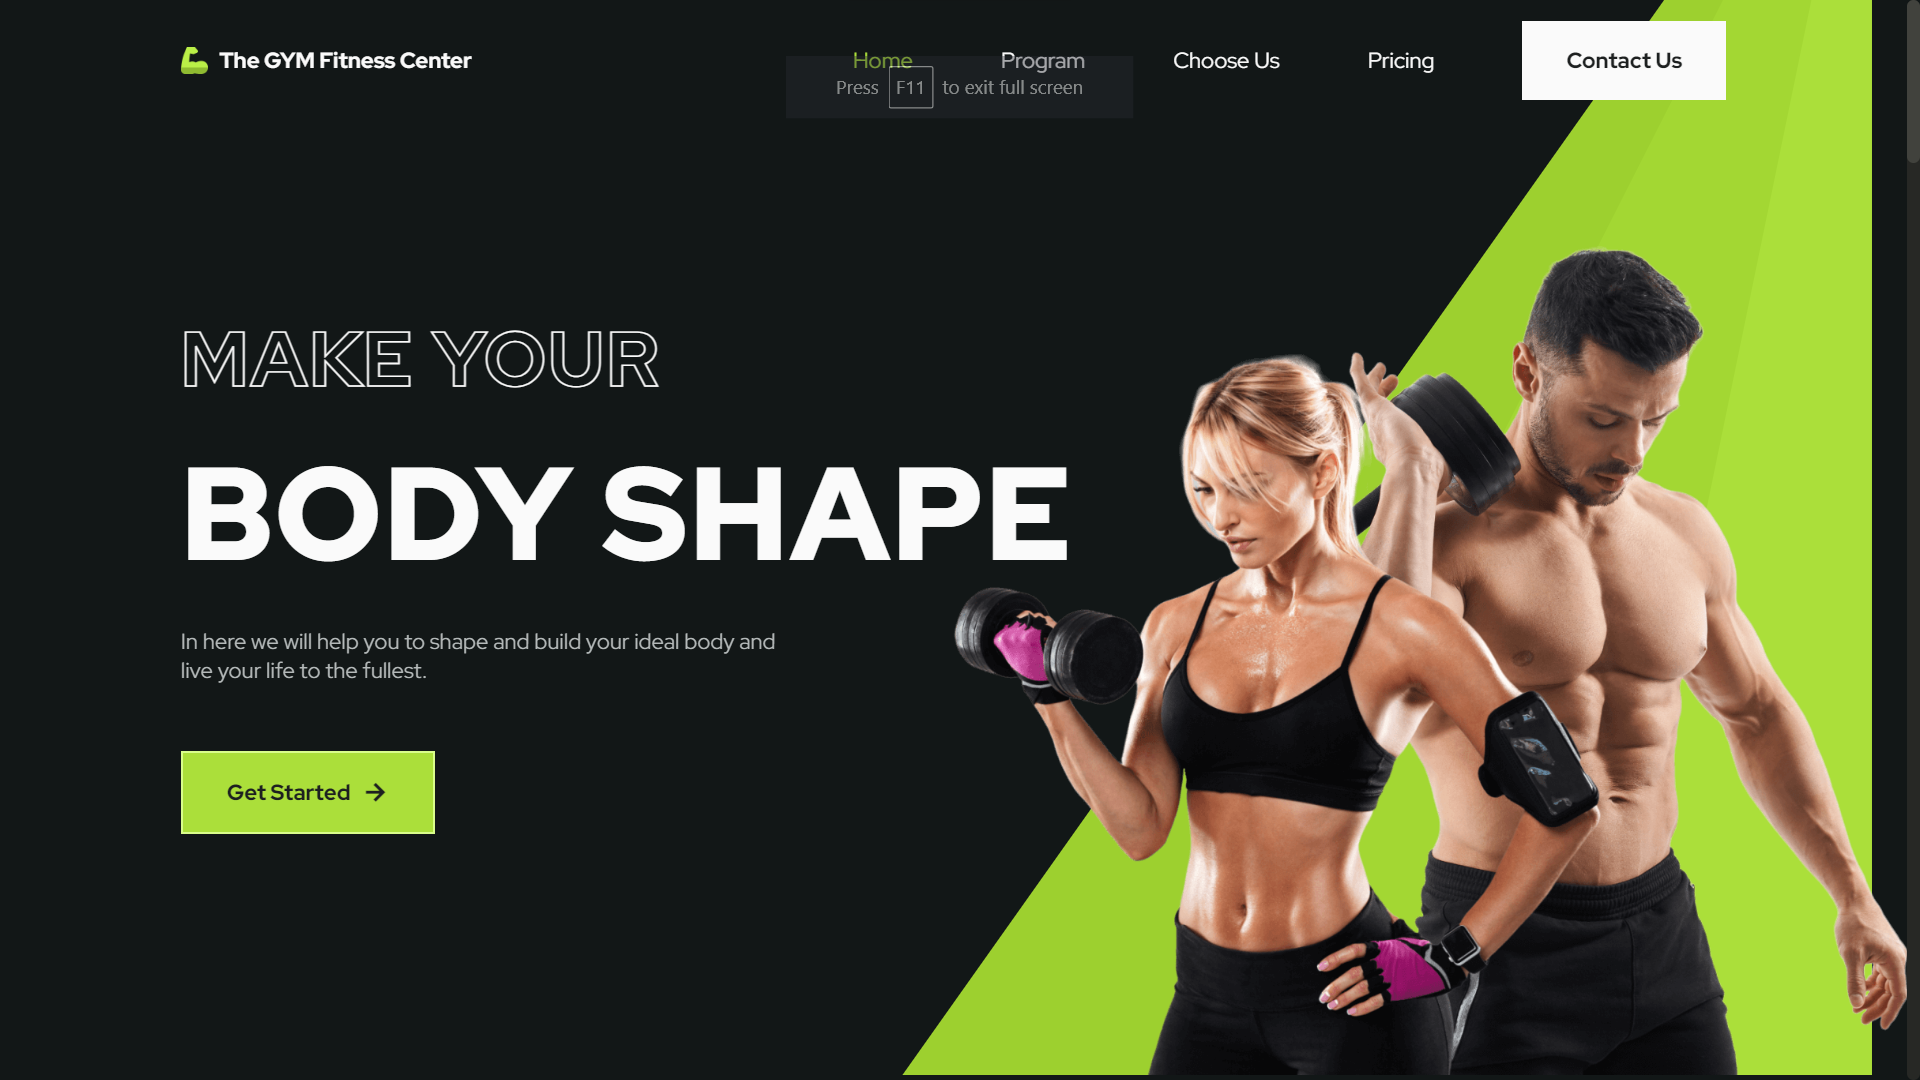 The GYM Fitness Center
Home
Program
Choose Us
Pricing
Contact Us
Press F11 to exit full screen
MAKE YOUR
BODY SHAPE
In here we will help you to shape and build your ideal body and
live your life to the fullest.
Get Started